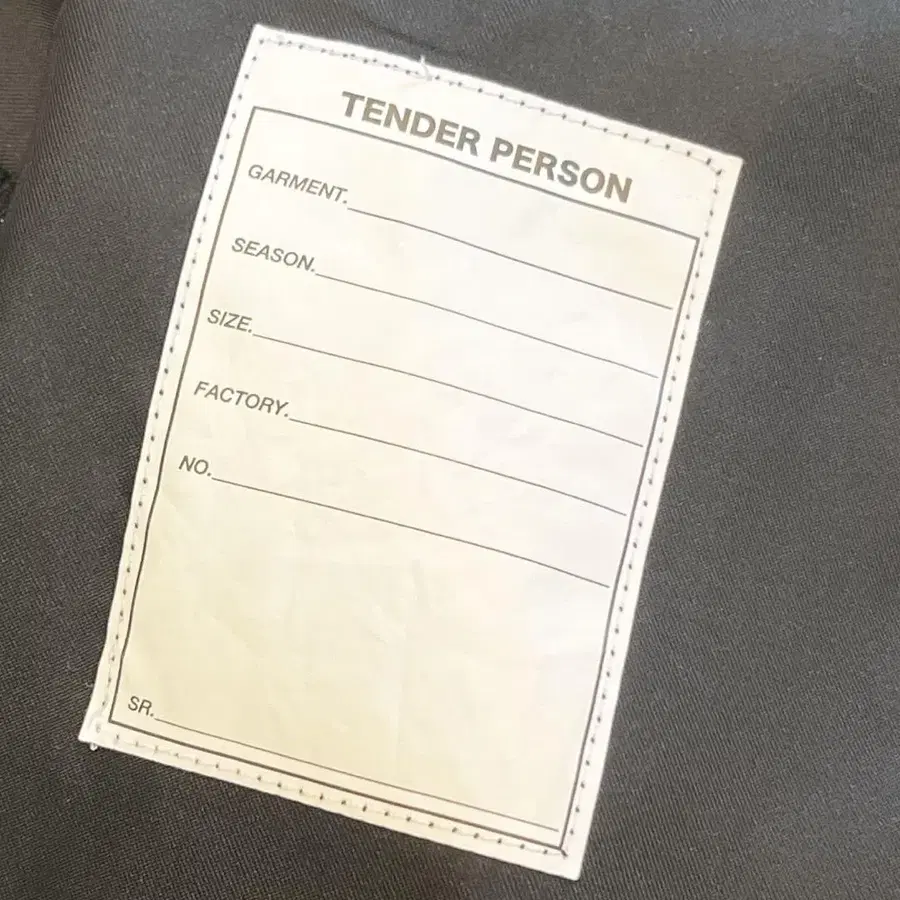 TENDER PERSON
GARMENT.
SEASON.
SIZE.
FACTORY.
NO.
SR.